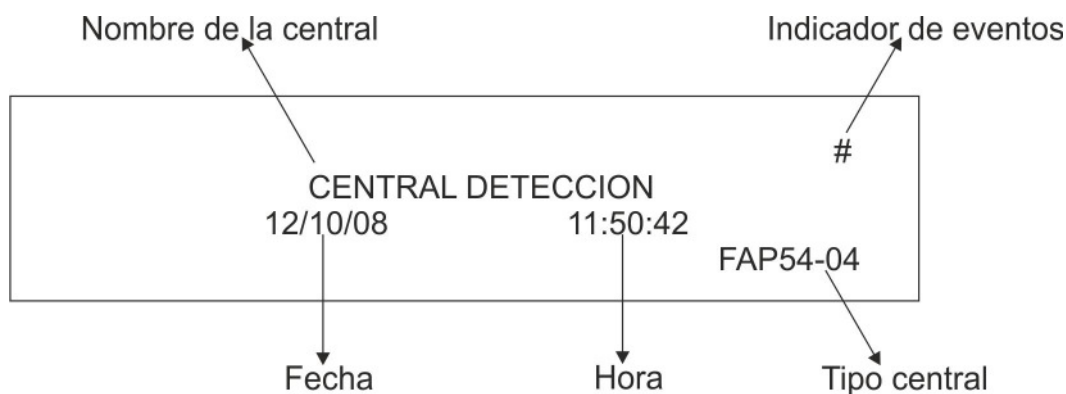 Nombre de la central Indicador de eventos
#
CENTRAL DETECCION
12/10/08 11:50:42
FAP54-04
Fecha Hora Tipo central